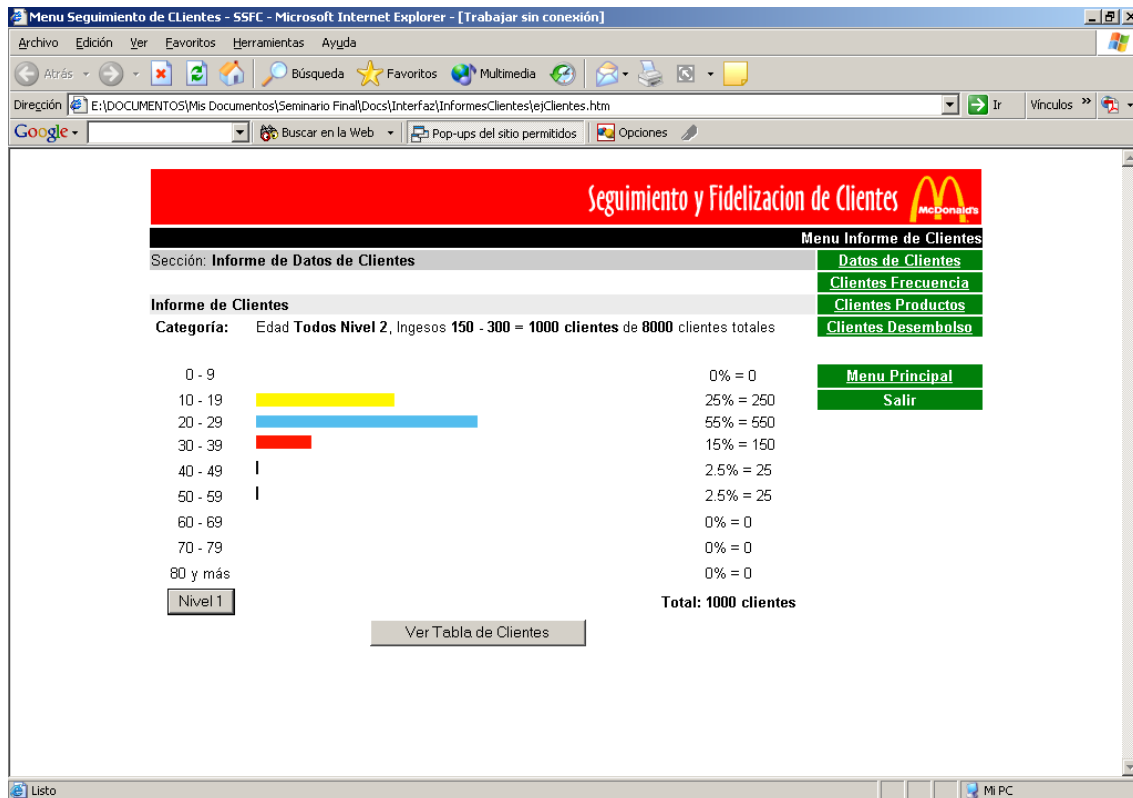 Menu Seguimiento de CLientes - SSFC - Microsoft Internet Explorer - [Trabajar sin conexión]
Archivo Edición Ver Favoritos Herramientas Ayuda
Atrás Búsqueda Favoritos Multimedia
Dirección E:\DOCUMENTOS\Mis Documentos\Seminario Final\Docs\Interfaz\InformesClientes\ejClientes.htm Ir Vínculos »
Google Buscar en la Web Pop-ups del sitio permitidos Opciones
Seguimiento y Fidelizacion de Clientes McDonald's
Menu Informe de Clientes
Sección: Informe de Datos de Clientes Datos de Clientes
Clientes Frecuencia
Informe de Clientes Clientes Productos
Categoría: Edad Todos Nivel 2, Ingesos 150 - 300 = 1000 clientes de 8000 clientes totales Clientes Desembolso
0 - 9 0% = 0 Menu Principal
10 - 19 25% = 250 Salir
20 - 29 55% = 550
30 - 39 15% = 150
40 - 49 2.5% = 25
50 - 59 2.5% = 25
60 - 69 0% = 0
70 - 79 0% = 0
80 y más 0% = 0
Nivel 1 Total: 1000 clientes
Ver Tabla de Clientes
Listo Mi PC